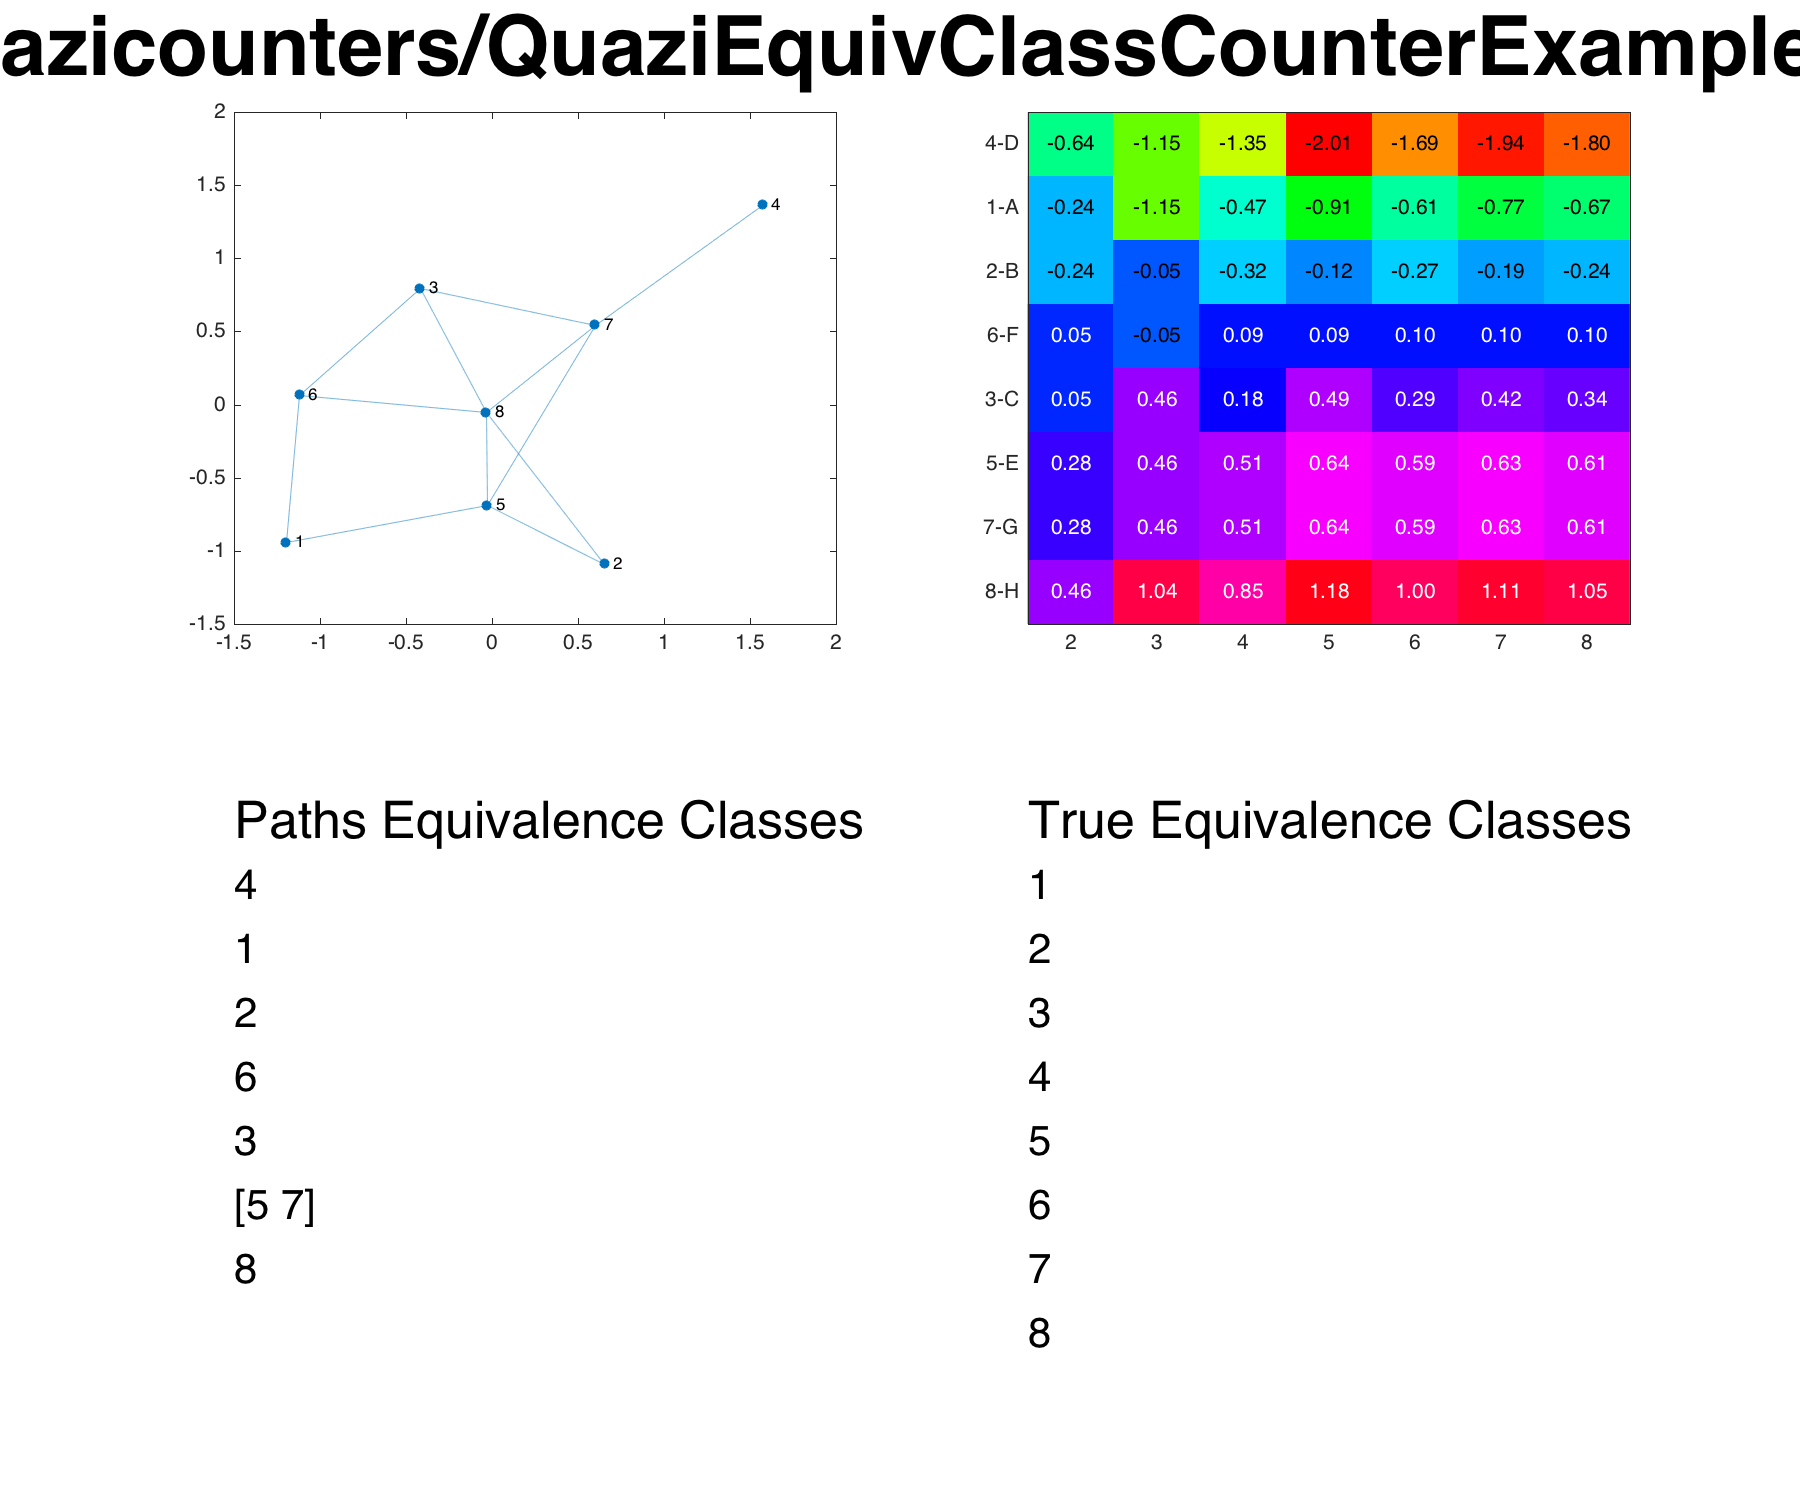 azicounters/QuaziEquivClassCounterExample
2
1.5
1
0.5
0
-0.5
-1
-1.5
-1.5 -1 -0.5 0 0.5 1 1.5 2
4
3
7
6
8
5
1
2
4-D -0.64 -1.15 -1.35 -2.01 -1.69 -1.94 -1.80
1-A -0.24 -1.15 -0.47 -0.91 -0.61 -0.77 -0.67
2-B -0.24 -0.05 -0.32 -0.12 -0.27 -0.19 -0.24
6-F 0.05 -0.05 0.09 0.09 0.10 0.10 0.10
3-C 0.05 0.46 0.18 0.49 0.29 0.42 0.34
5-E 0.28 0.46 0.51 0.64 0.59 0.63 0.61
7-G 0.28 0.46 0.51 0.64 0.59 0.63 0.61
8-H 0.46 1.04 0.85 1.18 1.00 1.11 1.05
2 3 4 5 6 7 8
Paths Equivalence Classes
4
1
2
6
3
[5 7]
8
True Equivalence Classes
1
2
3
4
5
6
7
8